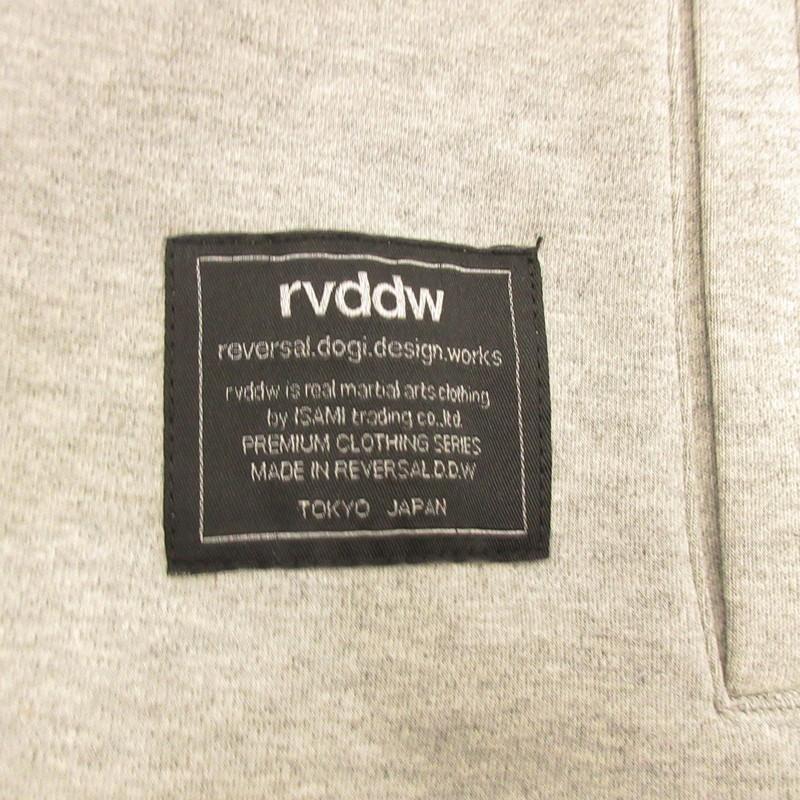 rvddw
reversal.dogi.design.works
rvddw is real martial arts clothing
by ISAMI trading co.,ltd.
PREMIUM CLOTHING SERIES
MADE IN REVERSAL.D.D.W
TOKYO JAPAN